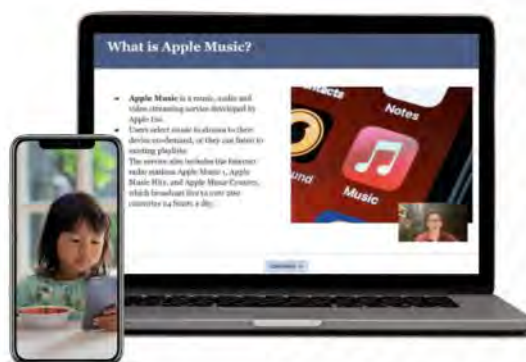 What is Apple Music?
• Apple Music is a music, audio and
video streaming service developed by
Apple Inc.
• Users select music to stream to their
device on-demand, or they can listen to
existing playlists.
The service also includes the Internet
radio stations Apple Music 1, Apple
Music Hits, and Apple Music Country,
which broadcast live to over 200
countries 24 hours a day.
ontacts
Notes
und
Music